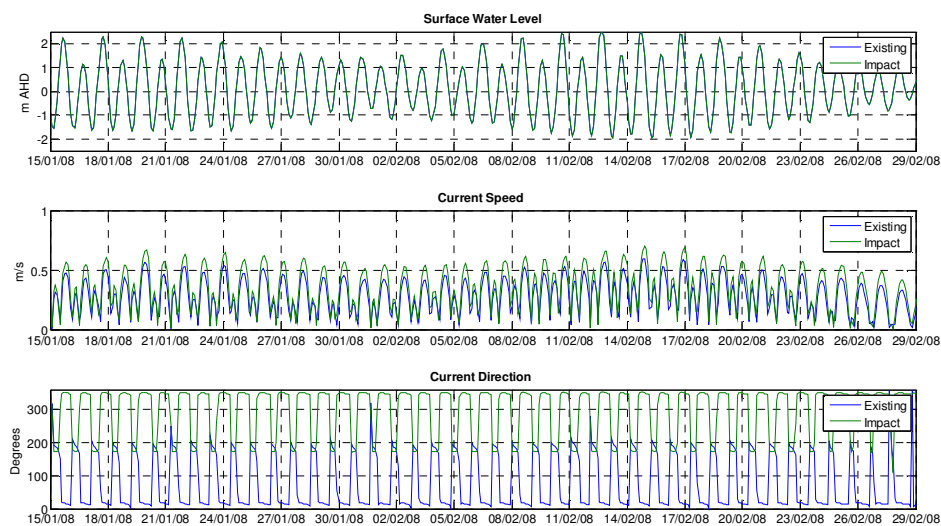 Surface Water Level
2
1
0
-1
-2
m AHD
Existing
Impact
15/01/08 18/01/08 21/01/08 24/01/08 27/01/08 30/01/08 02/02/08 05/02/08 08/02/08 11/02/08 14/02/08 17/02/08 20/02/08 23/02/08 26/02/08 29/02/08
Current Speed
1
0.5
0
m/s
Existing
Impact
15/01/08 18/01/08 21/01/08 24/01/08 27/01/08 30/01/08 02/02/08 05/02/08 08/02/08 11/02/08 14/02/08 17/02/08 20/02/08 23/02/08 26/02/08 29/02/08
Current Direction
300
200
100
0
Degrees
Existing
Impact
15/01/08 18/01/08 21/01/08 24/01/08 27/01/08 30/01/08 02/02/08 05/02/08 08/02/08 11/02/08 14/02/08 17/02/08 20/02/08 23/02/08 26/02/08 29/02/08